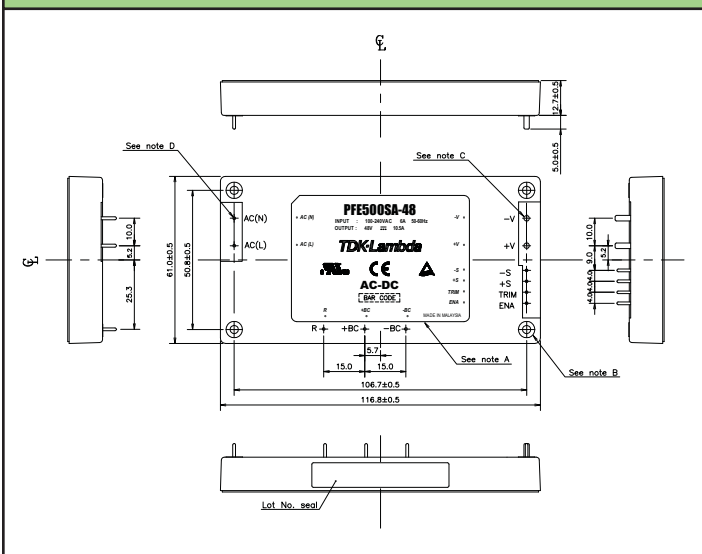 ℄
12.7±0.5
5.0±0.5
See note D
See note C
℄
10.0
5.2
25.3
61.0±0.5
50.8±0.5
AC(N)
AC(L)
AC (N)
AC (L)
PFE500SA-48
INPUT : 100-240VAC 6A 50-60Hz
OUTPUT : 48V 10.5A
TDK-Lambda
CE
AC-DC
BAR CODE
-V
+V
-S
+S
TRIM
ENA
R
+BC
-BC
MADE IN MALAYSIA
−V
+V
−S
+S
TRIM
ENA
R
+BC
−BC
10.0
9.0
5.2
4.0
4.0
4.0
5.7
15.0
15.0
See note A
See note B
106.7±0.5
116.8±0.5
Lot No. seal